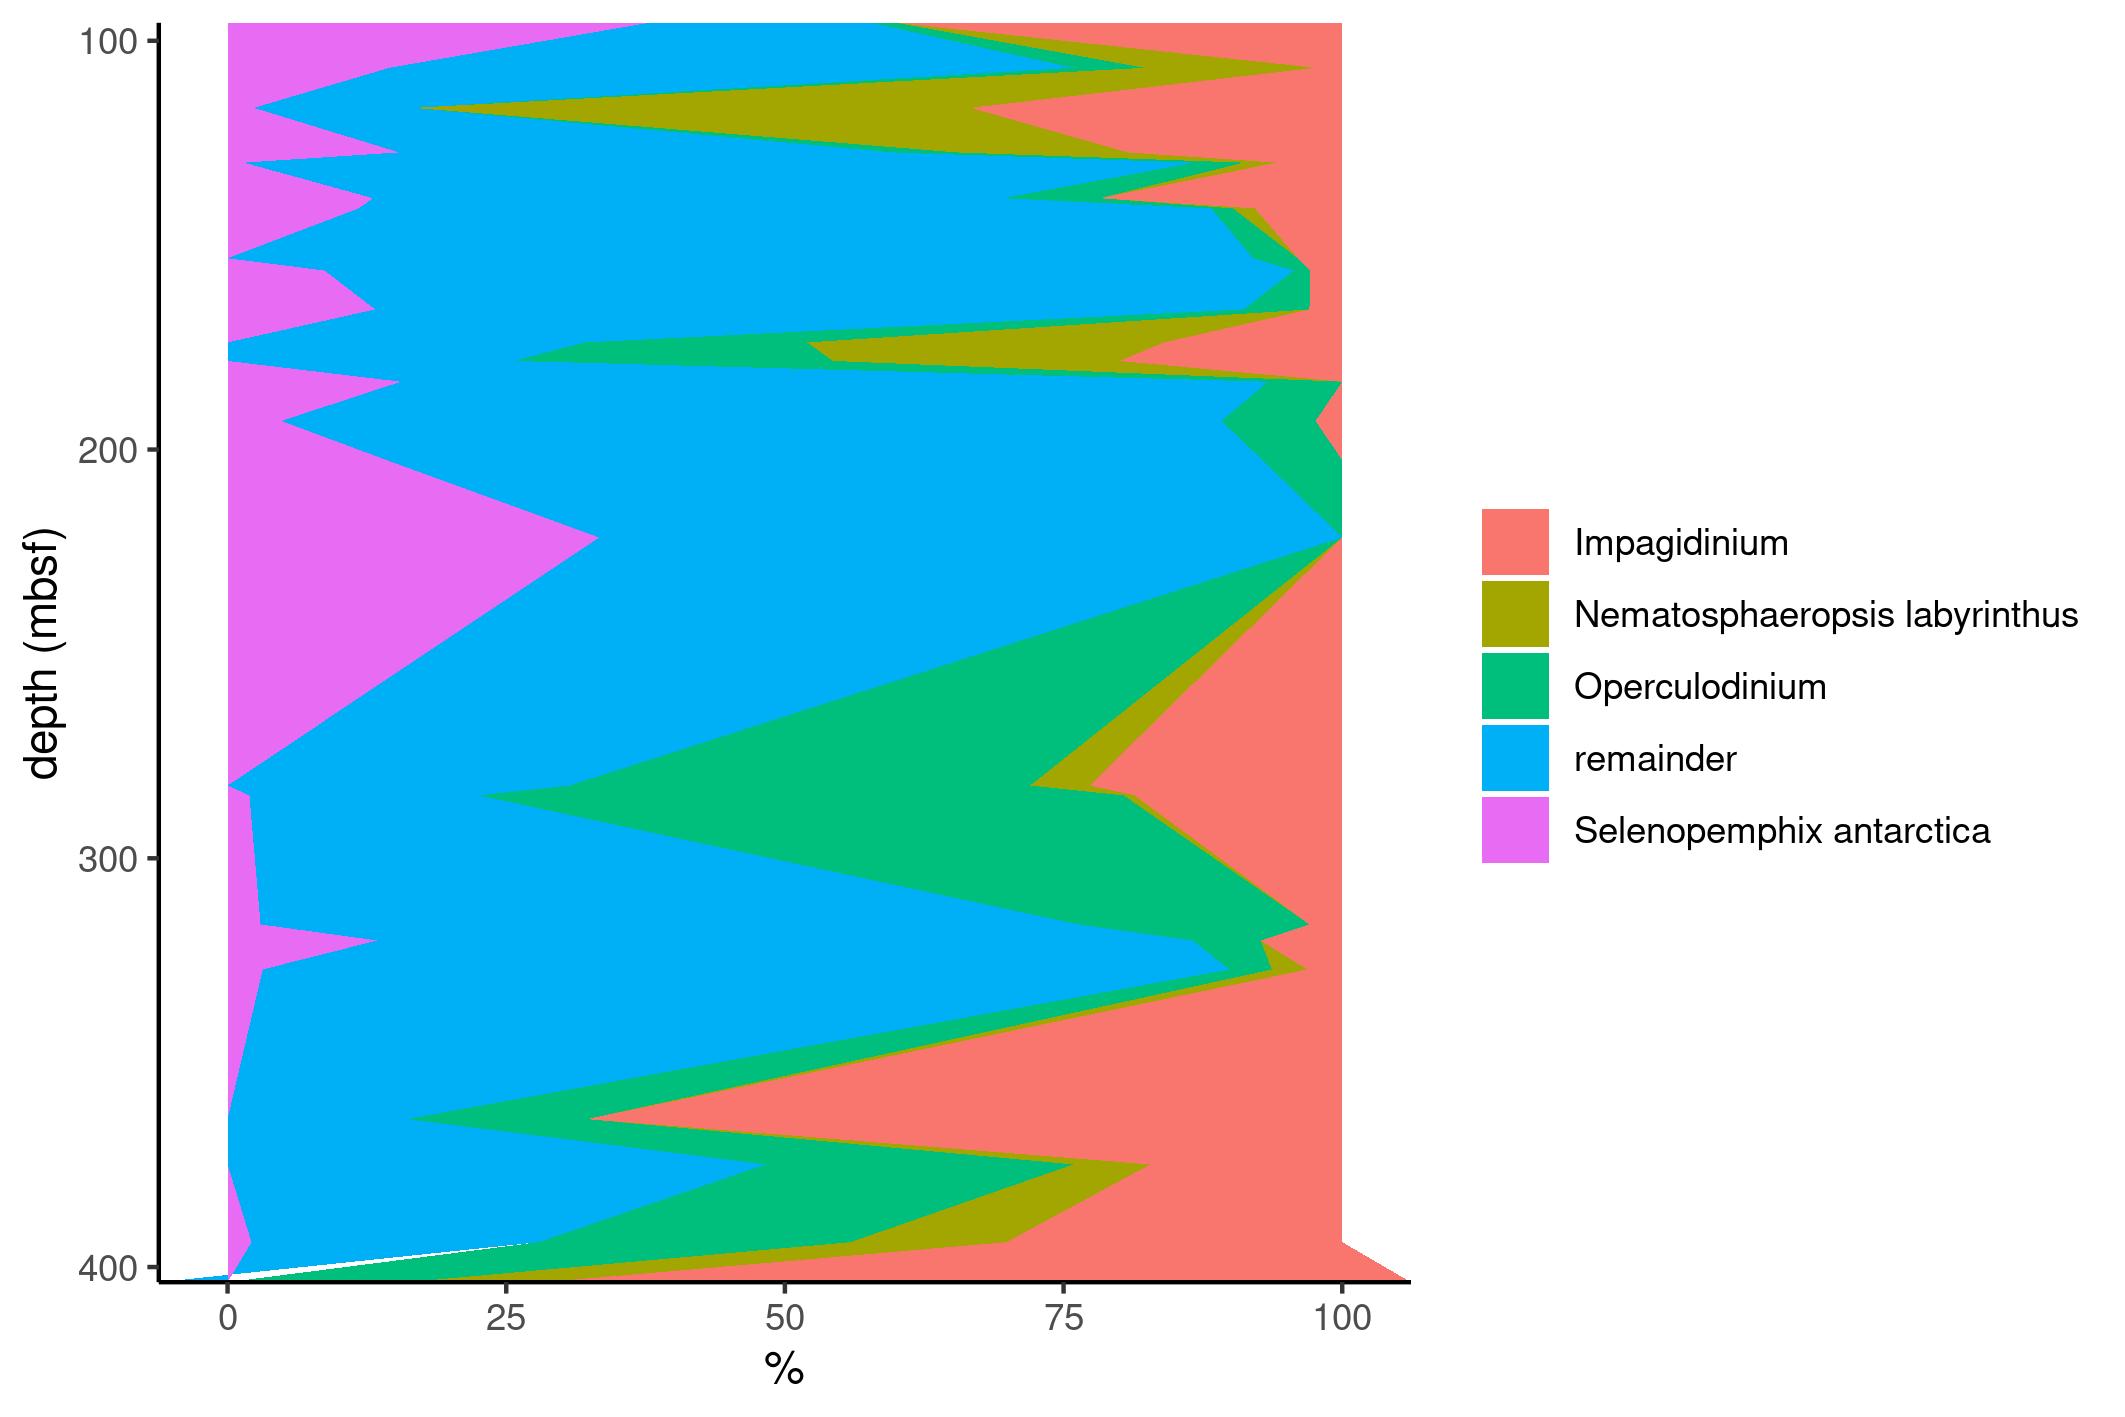 100
200
300
400
depth (mbsf)
0 25 50 75 100
%
Impagidinium
Nematosphaeropsis labyrinthus
Operculodinium
remainder
Selenopemphix antarctica